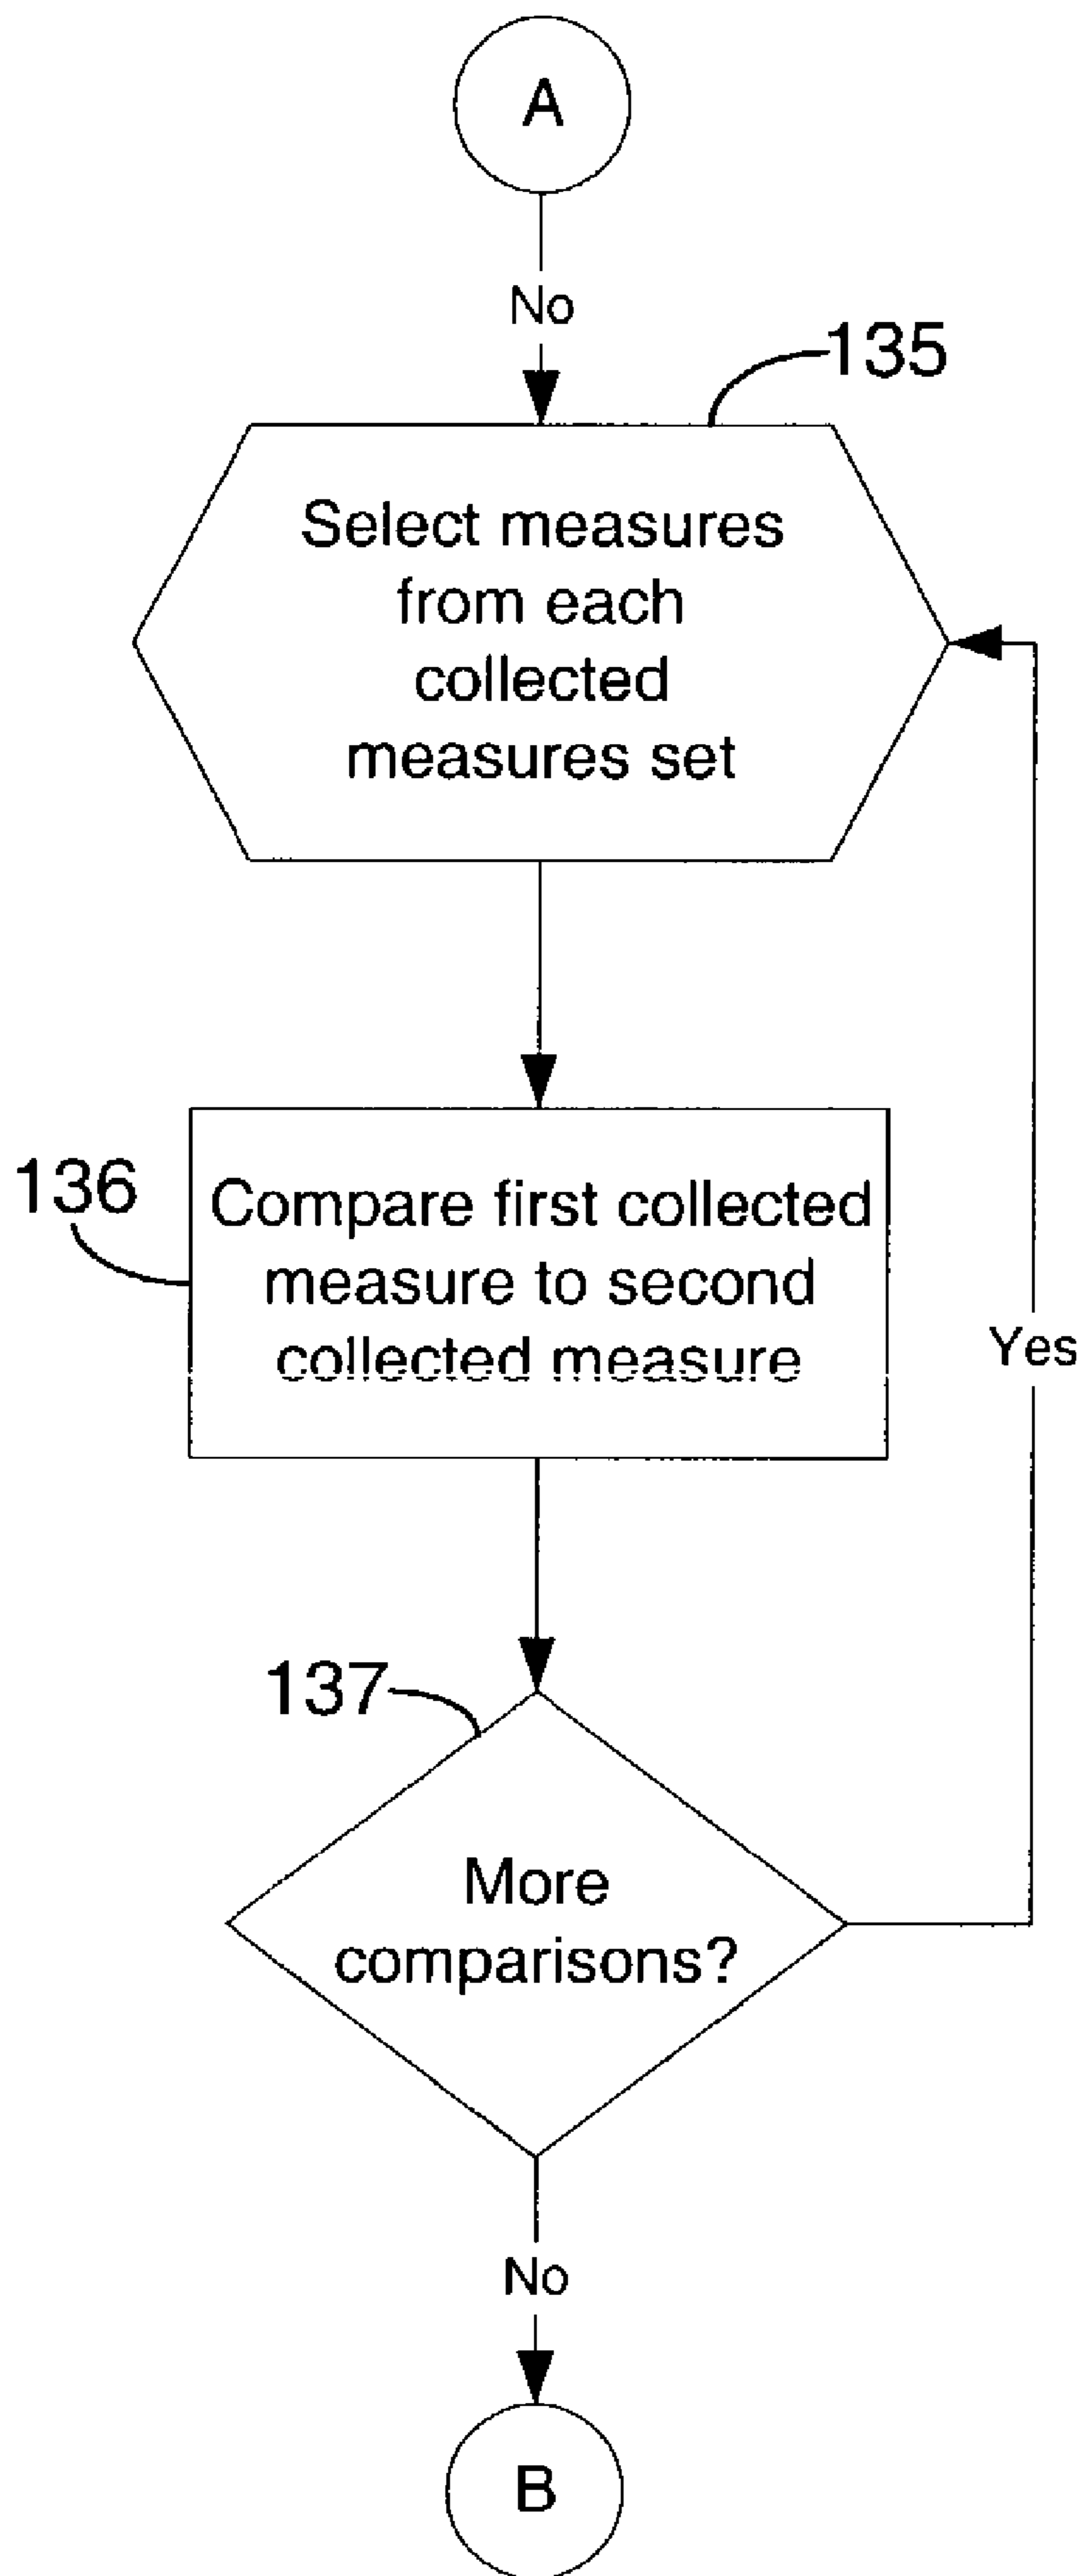 A
No
135
Select measures
from each
collected
measures set
136
Compare first collected
measure to second
collected measure
Yes
137
More
comparisons?
No
B